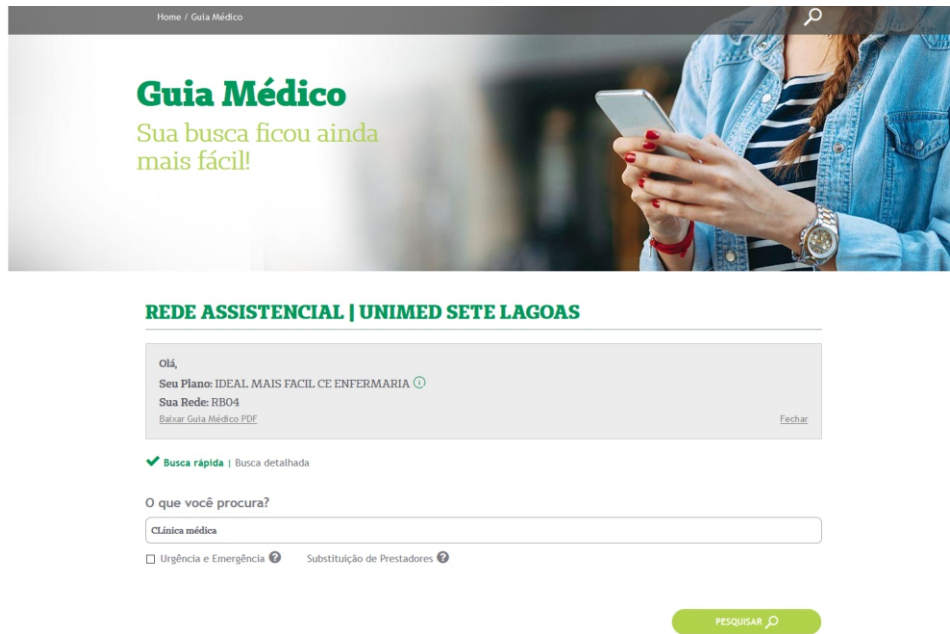 Home / Guia Médico
Guia Médico
Sua busca ficou ainda
mais fácil!
REDE ASSISTENCIAL | UNIMED SETE LAGOAS
Olá,
Seu Plano: IDEAL MAIS FACIL CE ENFERMARIA
Sua Rede: RB04
Baixar Guia Médico PDF Fechar
Busca rápida | Busca detalhada
O que você procura?
CLínica médica
Urgência e Emergência ? Substituição de Prestadores ?
PESQUISAR